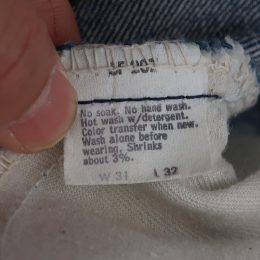 No soak. No hand wash.
Hot wash w/detergent.
Color transfer when new.
Wash alone before
wearing. Shrinks
about 3%.
W 31 L 32